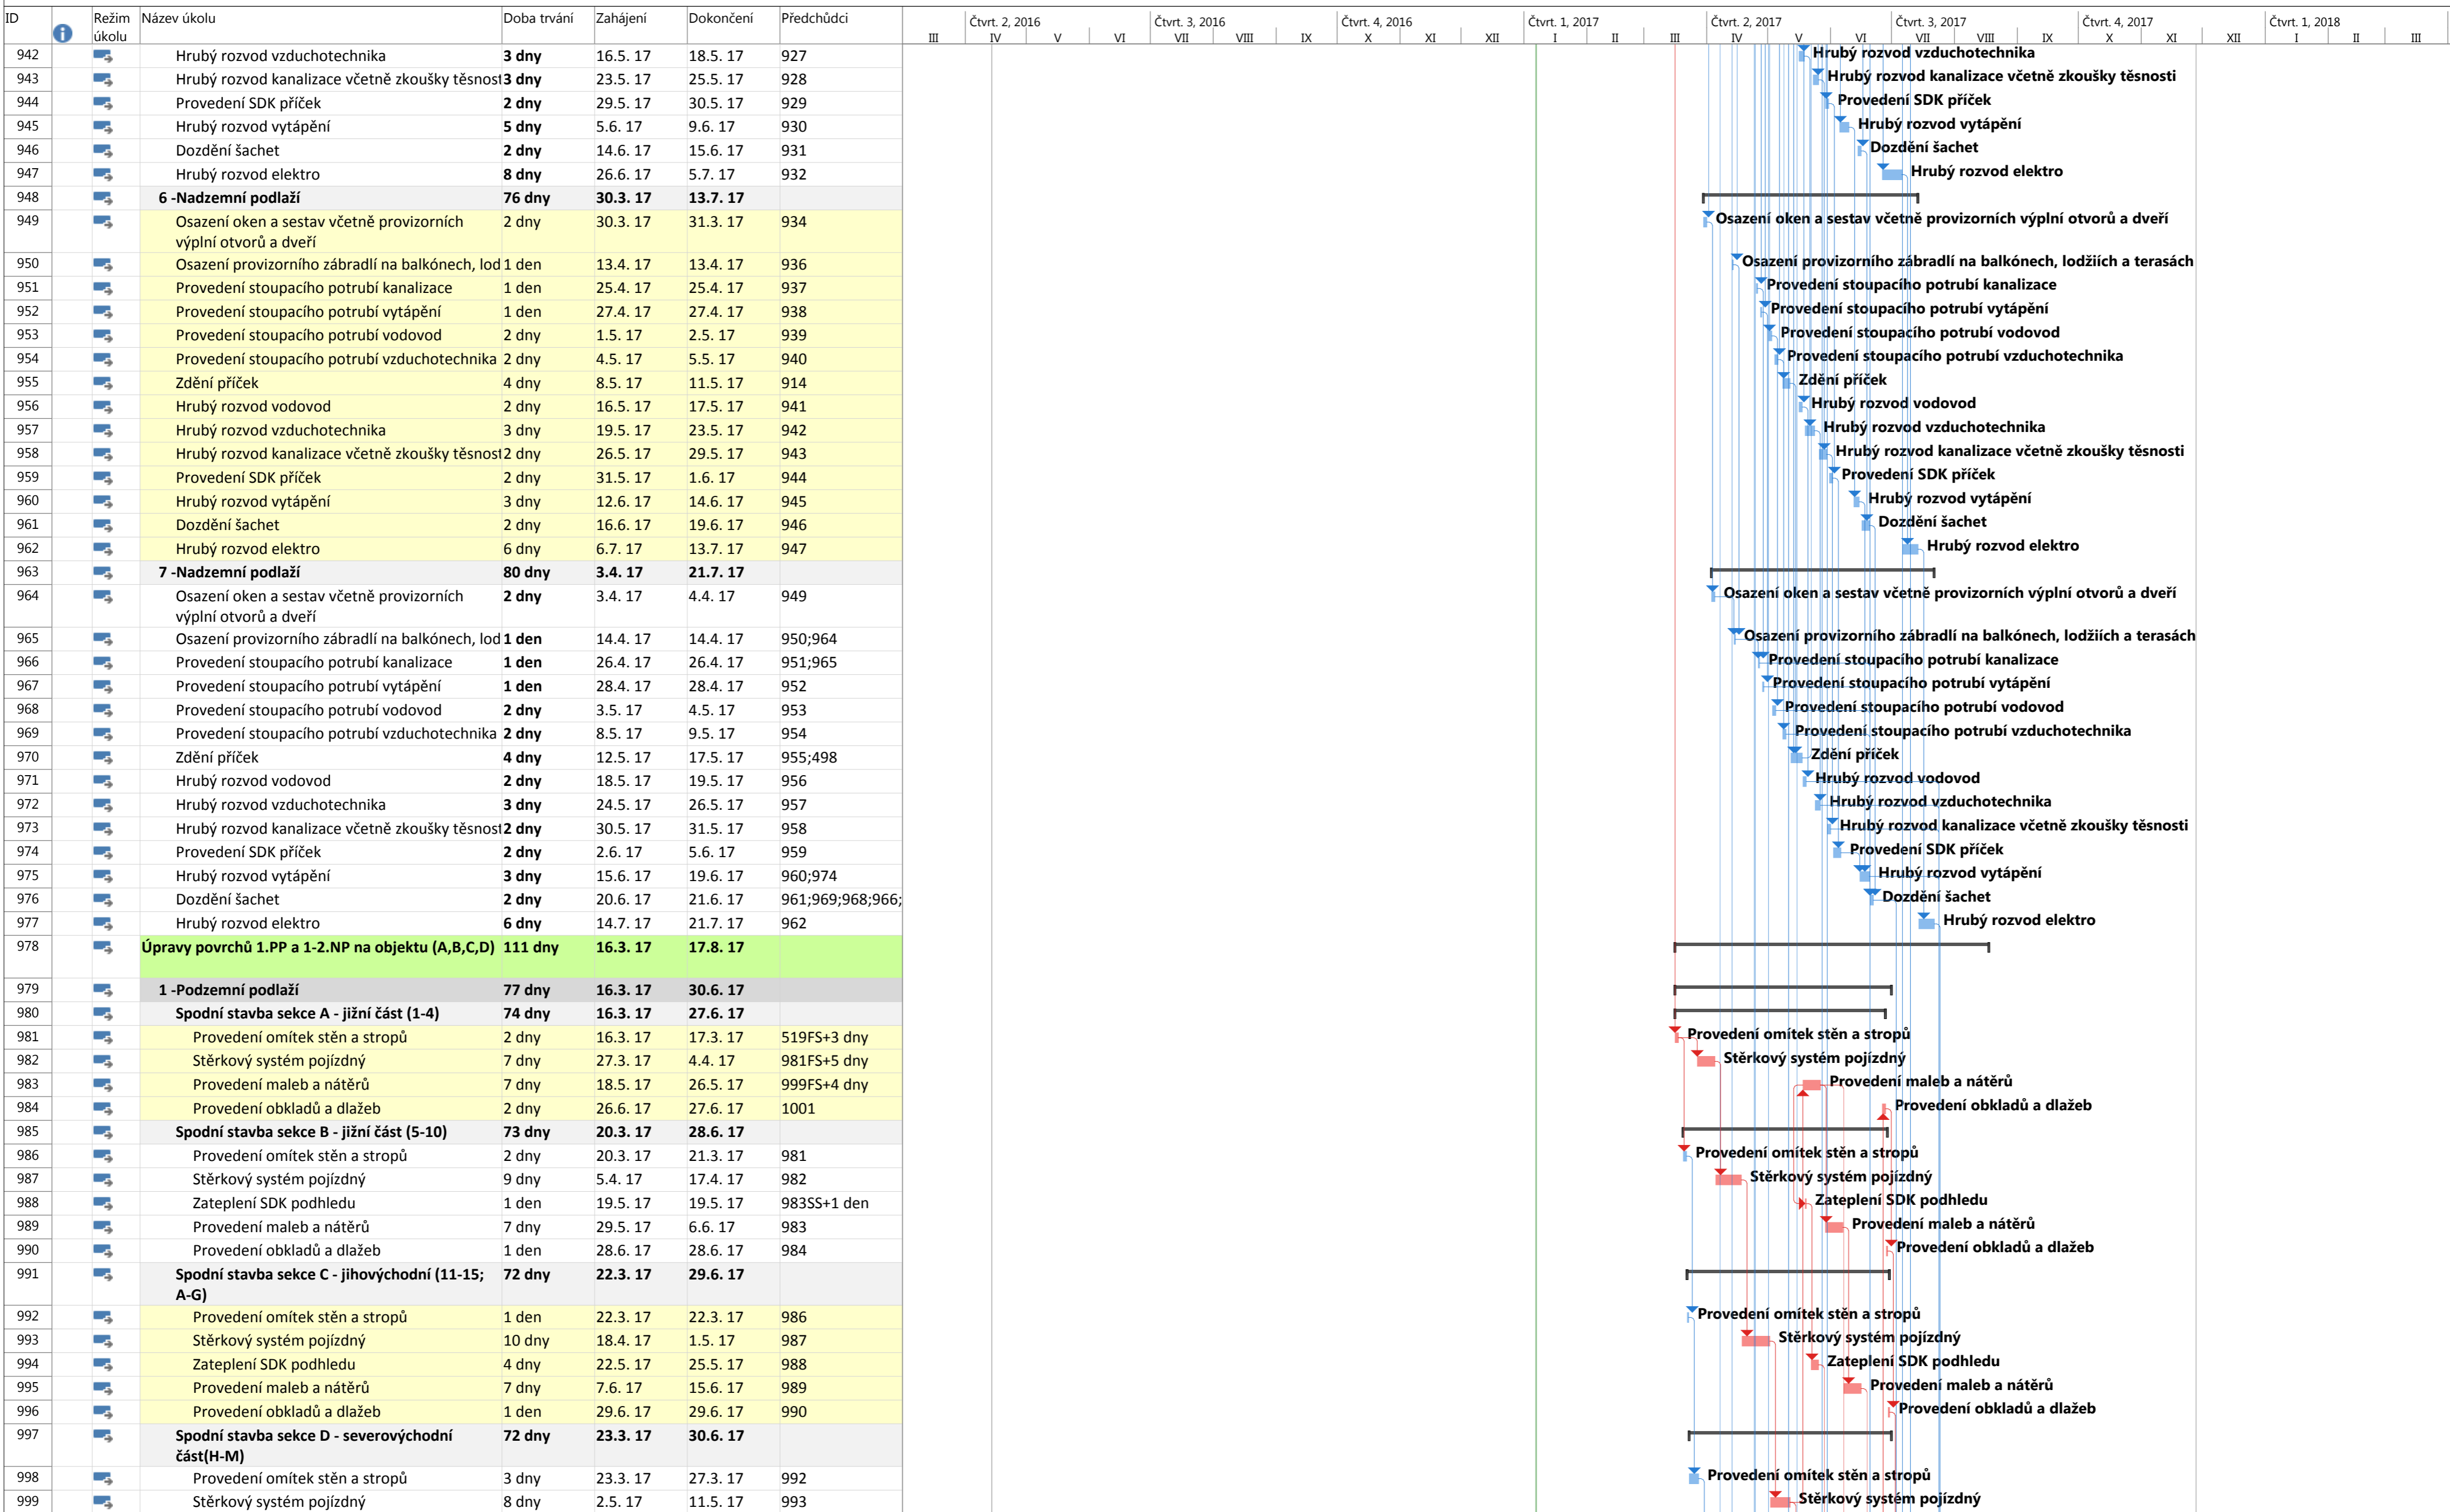 ID Režim úkolu Název úkolu Doba trvání Zahájení Dokončení Předchůdci
Čtvrt. 2, 2016 Čtvrt. 3, 2016 Čtvrt. 4, 2016 Čtvrt. 1, 2017 Čtvrt. 2, 2017 Čtvrt. 3, 2017 Čtvrt. 4, 2017 Čtvrt. 1, 2018
III IV V VI VII VIII IX X XI XII I II III IV V VI VII VIII IX X XI XII I II III
942 Hrubý rozvod vzduchotechnika 3 dny 16.5. 17 18.5. 17 927 Hrubý rozvod vzduchotechnika
943 Hrubý rozvod kanalizace včetně zkoušky těsnost 3 dny 23.5. 17 25.5. 17 928 Hrubý rozvod kanalizace včetně zkoušky těsnosti
944 Provedení SDK příček 2 dny 29.5. 17 30.5. 17 929 Provedení SDK příček
945 Hrubý rozvod vytápění 5 dny 5.6. 17 9.6. 17 930 Hrubý rozvod vytápění
946 Dozdění šachet 2 dny 14.6. 17 15.6. 17 931 Dozdění šachet
947 Hrubý rozvod elektro 8 dny 26.6. 17 5.7. 17 932 Hrubý rozvod elektro
948 6 -Nadzemní podlaží 76 dny 30.3. 17 13.7. 17
949 Osazení oken a sestav včetně provizorních 2 dny 30.3. 17 31.3. 17 934 Osazení oken a sestav včetně provizorních výplní otvorů a dveří
výplní otvorů a dveří
950 Osazení provizorního zábradlí na balkónech, lod 1 den 13.4. 17 13.4. 17 936 Osazení provizorního zábradlí na balkónech, lodžiích a terasách
951 Provedení stoupacího potrubí kanalizace 1 den 25.4. 17 25.4. 17 937 Provedení stoupacího potrubí kanalizace
952 Provedení stoupacího potrubí vytápění 1 den 27.4. 17 27.4. 17 938 Provedení stoupacího potrubí vytápění
953 Provedení stoupacího potrubí vodovod 2 dny 1.5. 17 2.5. 17 939 Provedení stoupacího potrubí vodovod
954 Provedení stoupacího potrubí vzduchotechnika 2 dny 4.5. 17 5.5. 17 940 Provedení stoupacího potrubí vzduchotechnika
955 Zdění příček 4 dny 8.5. 17 11.5. 17 914 Zdění příček
956 Hrubý rozvod vodovod 2 dny 16.5. 17 17.5. 17 941 Hrubý rozvod vodovod
957 Hrubý rozvod vzduchotechnika 3 dny 19.5. 17 23.5. 17 942 Hrubý rozvod vzduchotechnika
958 Hrubý rozvod kanalizace včetně zkoušky těsnost 2 dny 26.5. 17 29.5. 17 943 Hrubý rozvod kanalizace včetně zkoušky těsnosti
959 Provedení SDK příček 2 dny 31.5. 17 1.6. 17 944 Provedení SDK příček
960 Hrubý rozvod vytápění 3 dny 12.6. 17 14.6. 17 945 Hrubý rozvod vytápění
961 Dozdění šachet 2 dny 16.6. 17 19.6. 17 946 Dozdění šachet
962 Hrubý rozvod elektro 6 dny 6.7. 17 13.7. 17 947 Hrubý rozvod elektro
963 7 -Nadzemní podlaží 80 dny 3.4. 17 21.7. 17
964 Osazení oken a sestav včetně provizorních 2 dny 3.4. 17 4.4. 17 949 Osazení oken a sestav včetně provizorních výplní otvorů a dveří
výplní otvorů a dveří
965 Osazení provizorního zábradlí na balkónech, lod 1 den 14.4. 17 14.4. 17 950;964 Osazení provizorního zábradlí na balkónech, lodžiích a terasách
966 Provedení stoupacího potrubí kanalizace 1 den 26.4. 17 26.4. 17 951;965 Provedení stoupacího potrubí kanalizace
967 Provedení stoupacího potrubí vytápění 1 den 28.4. 17 28.4. 17 952 Provedení stoupacího potrubí vytápění
968 Provedení stoupacího potrubí vodovod 2 dny 3.5. 17 4.5. 17 953 Provedení stoupacího potrubí vodovod
969 Provedení stoupacího potrubí vzduchotechnika 2 dny 8.5. 17 9.5. 17 954 Provedení stoupacího potrubí vzduchotechnika
970 Zdění příček 4 dny 12.5. 17 17.5. 17 955;498 Zdění příček
971 Hrubý rozvod vodovod 2 dny 18.5. 17 19.5. 17 956 Hrubý rozvod vodovod
972 Hrubý rozvod vzduchotechnika 3 dny 24.5. 17 26.5. 17 957 Hrubý rozvod vzduchotechnika
973 Hrubý rozvod kanalizace včetně zkoušky těsnost 2 dny 30.5. 17 31.5. 17 958 Hrubý rozvod kanalizace včetně zkoušky těsnosti
974 Provedení SDK příček 2 dny 2.6. 17 5.6. 17 959 Provedení SDK příček
975 Hrubý rozvod vytápění 3 dny 15.6. 17 19.6. 17 960;974 Hrubý rozvod vytápění
976 Dozdění šachet 2 dny 20.6. 17 21.6. 17 961;969;968;966; Dozdění šachet
977 Hrubý rozvod elektro 6 dny 14.7. 17 21.7. 17 962 Hrubý rozvod elektro
978 Úpravy povrchů 1.PP a 1-2.NP na objektu (A,B,C,D) 111 dny 16.3. 17 17.8. 17
979 1 -Podzemní podlaží 77 dny 16.3. 17 30.6. 17
980 Spodní stavba sekce A - jižní část (1-4) 74 dny 16.3. 17 27.6. 17
981 Provedení omítek stěn a stropů 2 dny 16.3. 17 17.3. 17 519FS+3 dny Provedení omítek stěn a stropů
982 Stěrkový systém pojízdný 7 dny 27.3. 17 4.4. 17 981FS+5 dny Stěrkový systém pojízdný
983 Provedení maleb a nátěrů 7 dny 18.5. 17 26.5. 17 999FS+4 dny Provedení maleb a nátěrů
984 Provedení obkladů a dlažeb 2 dny 26.6. 17 27.6. 17 1001 Provedení obkladů a dlažeb
985 Spodní stavba sekce B - jižní část (5-10) 73 dny 20.3. 17 28.6. 17
986 Provedení omítek stěn a stropů 2 dny 20.3. 17 21.3. 17 981 Provedení omítek stěn a stropů
987 Stěrkový systém pojízdný 9 dny 5.4. 17 17.4. 17 982 Stěrkový systém pojízdný
988 Zateplení SDK podhledu 1 den 19.5. 17 19.5. 17 983SS+1 den Zateplení SDK podhledu
989 Provedení maleb a nátěrů 7 dny 29.5. 17 6.6. 17 983 Provedení maleb a nátěrů
990 Provedení obkladů a dlažeb 1 den 28.6. 17 28.6. 17 984 Provedení obkladů a dlažeb
991 Spodní stavba sekce C - jihovýchodní (11-15; 72 dny 22.3. 17 29.6. 17
A-G)
992 Provedení omítek stěn a stropů 1 den 22.3. 17 22.3. 17 986 Provedení omítek stěn a stropů
993 Stěrkový systém pojízdný 10 dny 18.4. 17 1.5. 17 987 Stěrkový systém pojízdný
994 Zateplení SDK podhledu 4 dny 22.5. 17 25.5. 17 988 Zateplení SDK podhledu
995 Provedení maleb a nátěrů 7 dny 7.6. 17 15.6. 17 989 Provedení maleb a nátěrů
996 Provedení obkladů a dlažeb 1 den 29.6. 17 29.6. 17 990 Provedení obkladů a dlažeb
997 Spodní stavba sekce D - severovýchodní 72 dny 23.3. 17 30.6. 17
část(H-M)
998 Provedení omítek stěn a stropů 3 dny 23.3. 17 27.3. 17 992 Provedení omítek stěn a stropů
999 Stěrkový systém pojízdný 8 dny 2.5. 17 11.5. 17 993 Stěrkový systém pojízdný